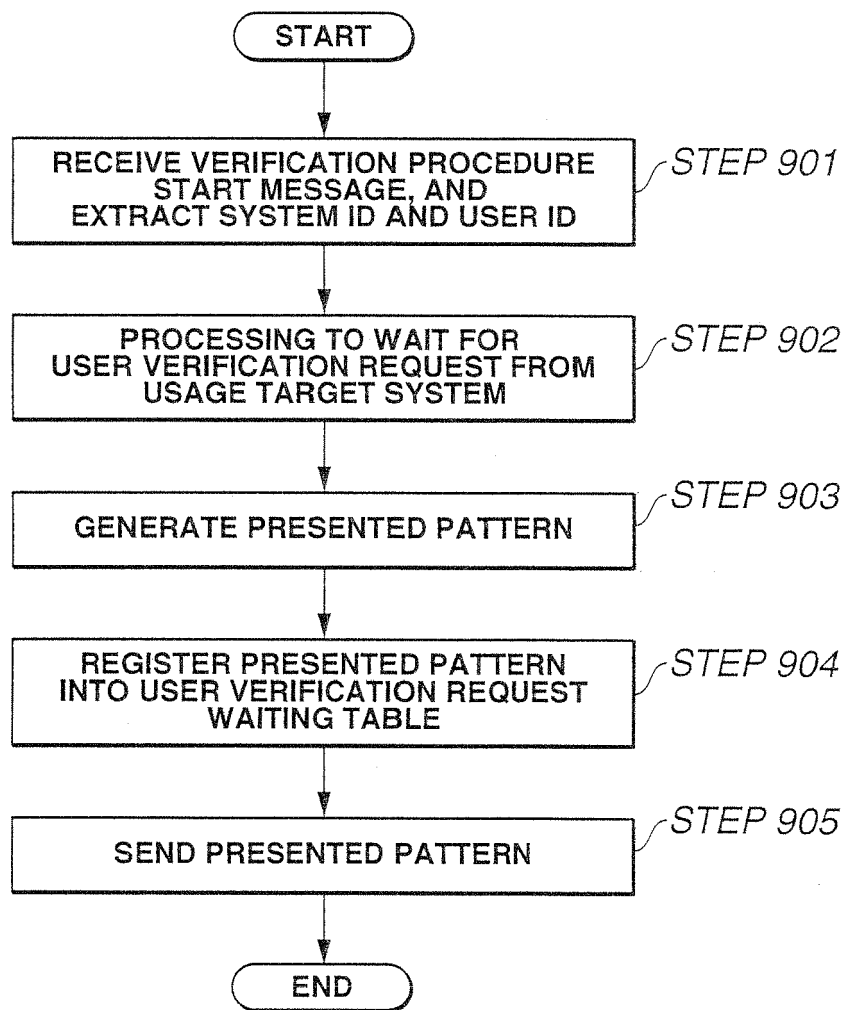 START
RECEIVE VERIFICATION PROCEDURE
START MESSAGE, AND
EXTRACT SYSTEM ID AND USER ID
STEP 901
PROCESSING TO WAIT FOR
USER VERIFICATION REQUEST FROM
USAGE TARGET SYSTEM
STEP 902
GENERATE PRESENTED PATTERN
STEP 903
REGISTER PRESENTED PATTERN
INTO USER VERIFICATION REQUEST
WAITING TABLE
STEP 904
SEND PRESENTED PATTERN
STEP 905
END